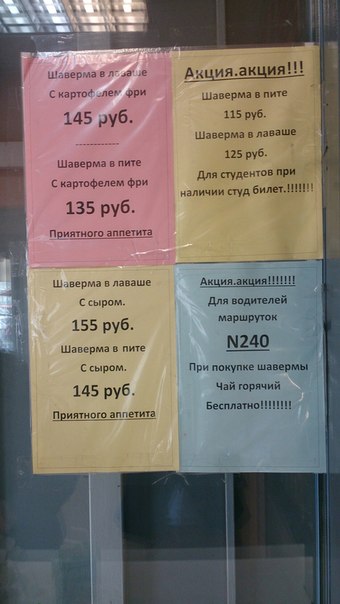 Шаверма в лаваше
С картофелем фри
145 руб.
------------
Шаверма в пите
С картофелем фри
135 руб.
Приятного аппетита
Акция.акция!!!
Шаверма в пите
115 руб.
Шаверма в лаваше
125 руб.
Для студентов при
наличии студ билет.!!!!!!!
Шаверма в лаваше
С сыром.
155 руб.
Шаверма в пите
С сыром.
145 руб.
Приятного аппетита
Акция.акция!!!!!!!
Для водителей
маршруток
N240
При покупке шавермы
Чай горячий
Бесплатно!!!!!!!!